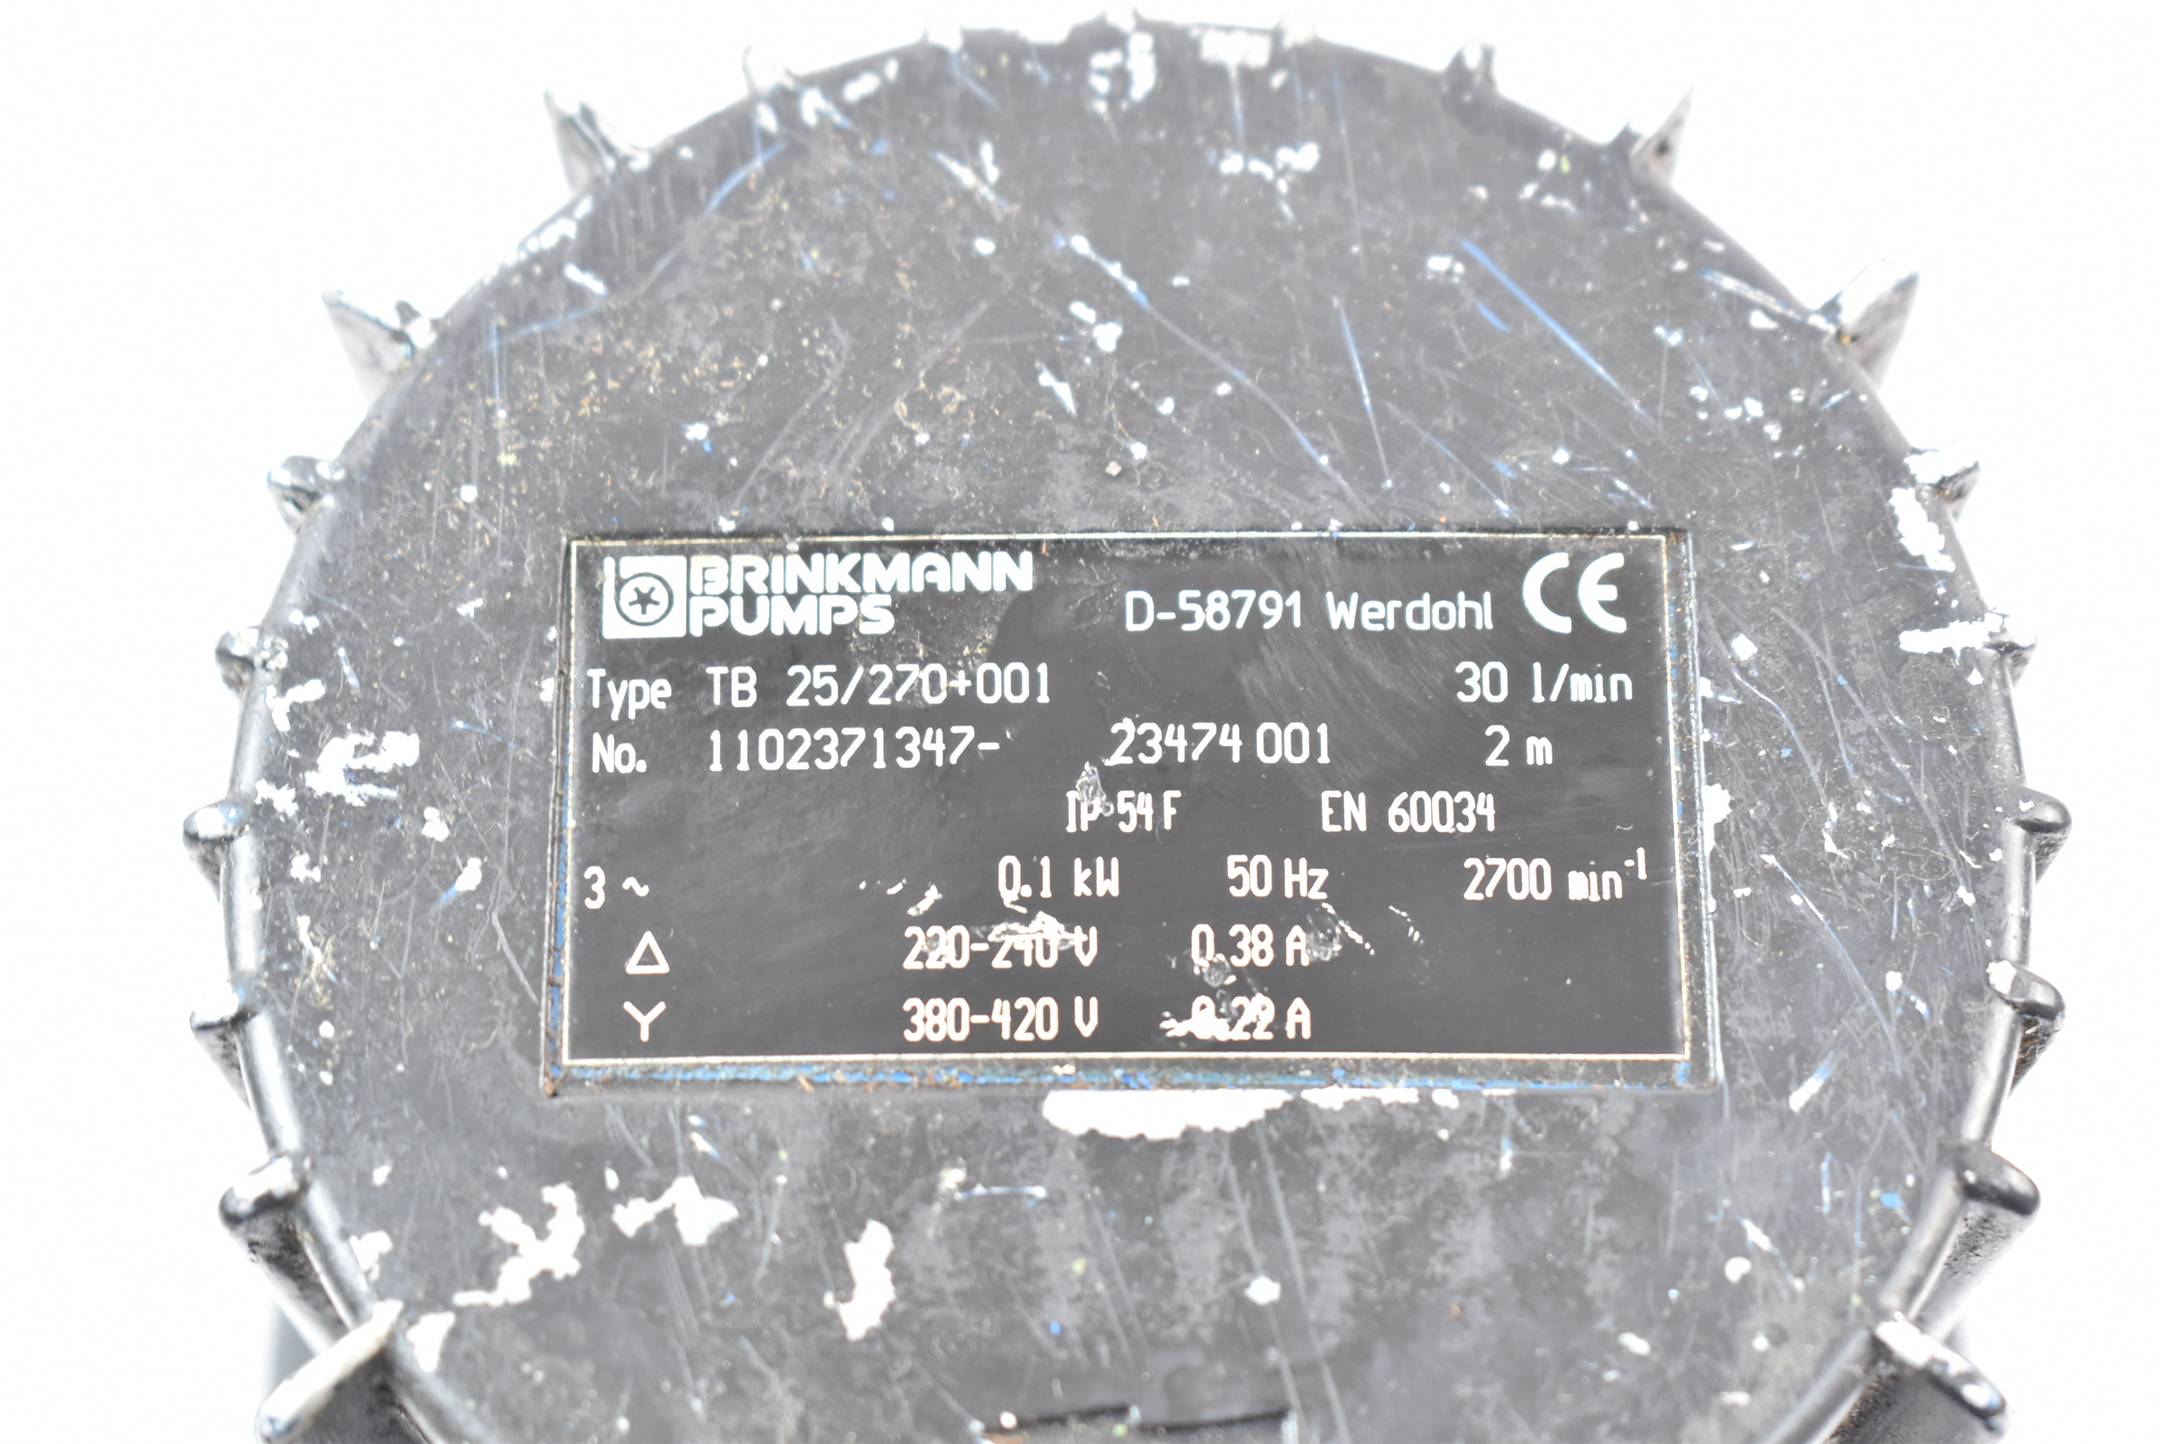 BRINKMANN
PUMPS
D-58791 Werdohl CE
Type TB 25/270+001 30 l/min
No. 1102371347- 23474 001 2 m
IP 54 F EN 60034
3 ~ 0.1 kW 50 Hz 2700 min⁻¹
Δ 220-240 V 0.38 A
Y 380-420 V 0.22 A